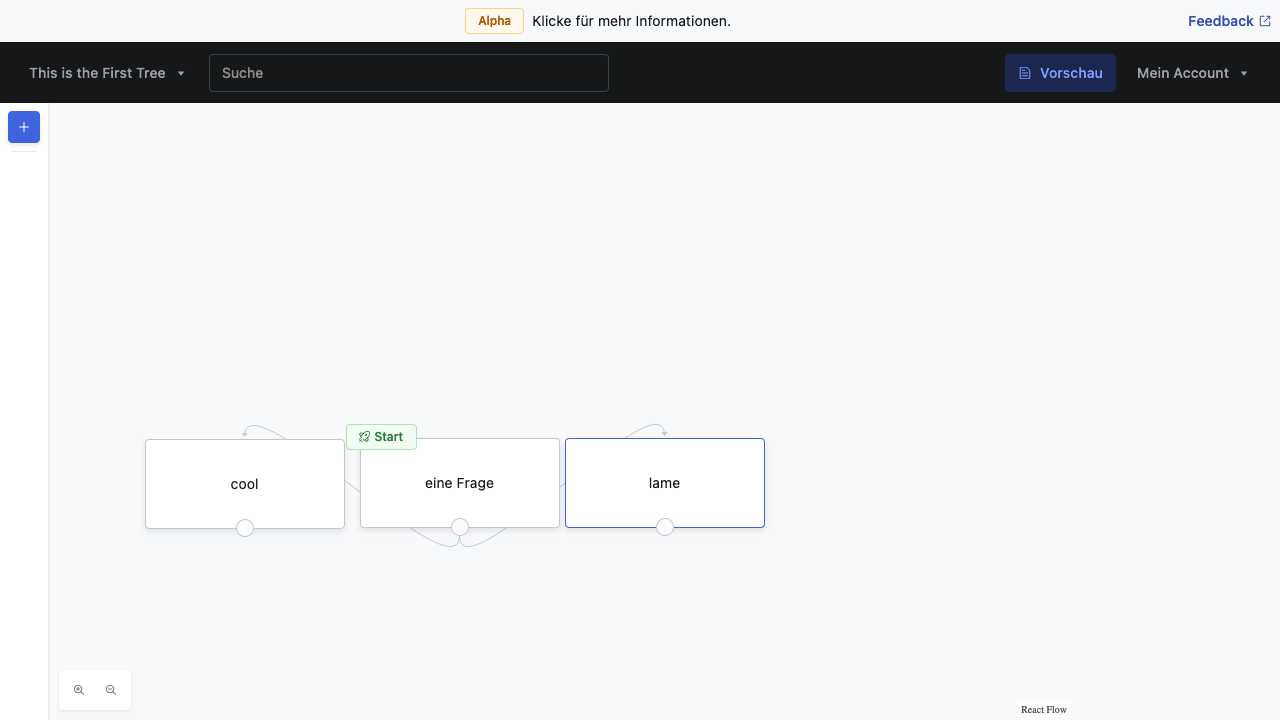 Alpha Klicke für mehr Informationen. Feedback
This is the First Tree Suche Vorschau Mein Account
Start
cool eine Frage lame
React Flow